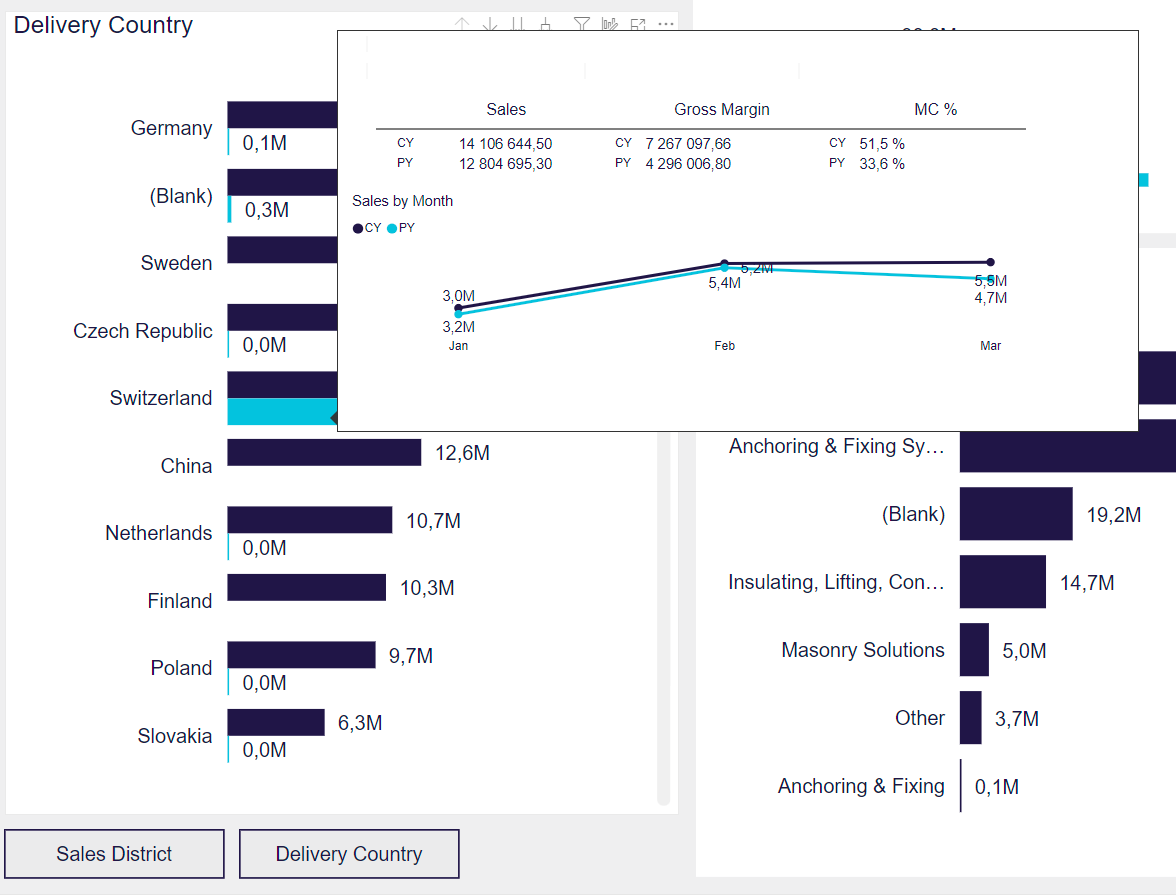 Delivery Country
Germany
0,1M
(Blank)
0,3M
Sweden
Czech Republic
0,0M
Switzerland
China
12,6M
Netherlands
10,7M
0,0M
Finland
10,3M
Poland
9,7M
0,0M
Slovakia
6,3M
0,0M
Sales District
Delivery Country
Sales Gross Margin MC %
CY 14 106 644,50 CY 7 267 097,66 CY 51,5 %
PY 12 804 695,30 PY 4 296 006,80 PY 33,6 %
Sales by Month
CY PY
3,0M
3,2M
5,2M
5,4M
5,5M
4,7M
Jan Feb Mar
Anchoring & Fixing Sy...
(Blank)
19,2M
Insulating, Lifting, Con...
14,7M
Masonry Solutions
5,0M
Other
3,7M
Anchoring & Fixing
0,1M